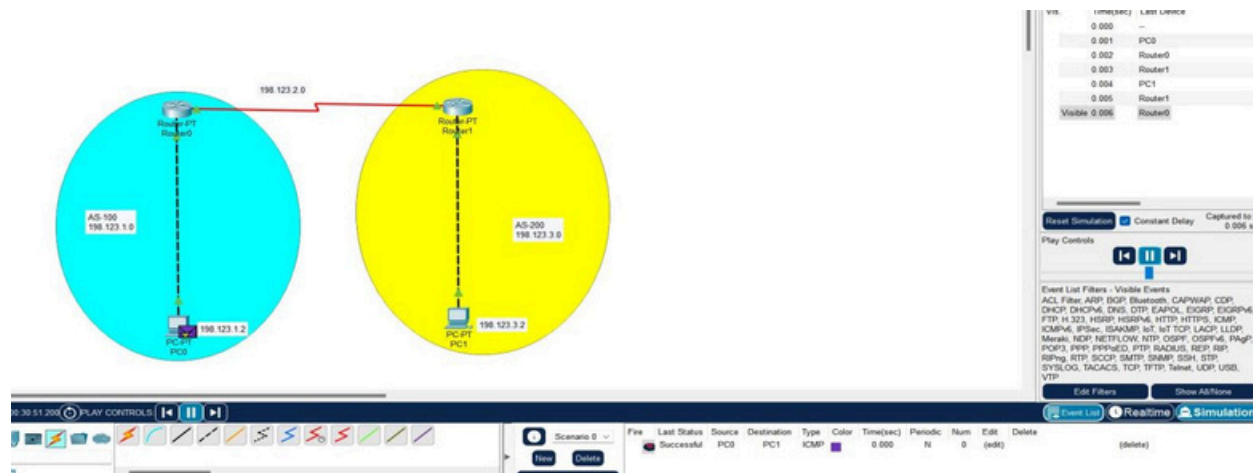 Vis. Time(sec) Last Device
0.000 --
0.001 PC0
0.002 Router0
0.003 Router1
0.004 PC1
0.005 Router1
Visible 0.006 Router0
198.123.2.0
Router-PT
Router0
Router-PT
Router1
AS-100
198.123.1.0
AS-200
198.123.3.0
198.123.1.2
PC-PT
PC0
198.123.3.2
PC-PT
PC1
Reset Simulation Constant Delay Captured to
0.006 s
Play Controls
Event List Filters - Visible Events
ACL Filter, ARP, BGP, Bluetooth, CAPWAP, CDP,
DHCP, DHCPv6, DNS, DTP, EAPOL, EIGRP, EIGRPv6,
FTP, H.323, HSRP, HSRPv6, HTTP, HTTPS, ICMP,
ICMPv6, IPSec, ISAKMP, IoT, IoT TCP, LACP, LLDP,
Meraki, NDP, NETFLOW, NTP, OSPF, OSPFv6, PAgP,
POP3, PPP, PPPoED, PTP, RADIUS, REP, RIP,
RIPng, RTP, SCCP, SMTP, SNMP, SSH, STP,
SYSLOG, TACACS, TCP, TFTP, Telnet, UDP, USB,
VTP
Edit Filters Show All/None
00:30:51.200 PLAY CONTROLS: Event List Realtime Simulation
Scenario 0
New Delete
Fire Last Status Source Destination Type Color Time(sec) Periodic Num Edit Delete
Successful PC0 PC1 ICMP 0.000 N 0 (edit) (delete)